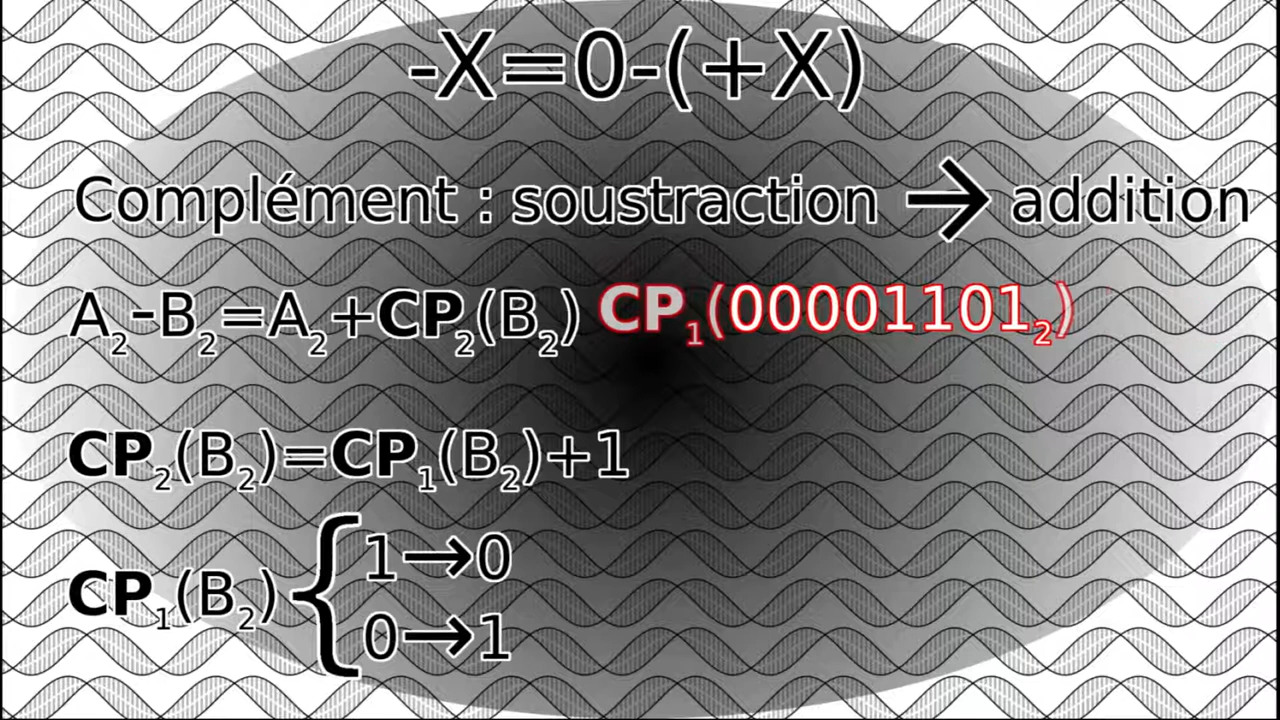 -X=0-(+X)
Complément : soustraction → addition
A₂-B₂=A₂+CP₂(B₂) CP₁(00001101₂)
CP₂(B₂)=CP₁(B₂)+1
CP₁(B₂) { 1→0
0→1